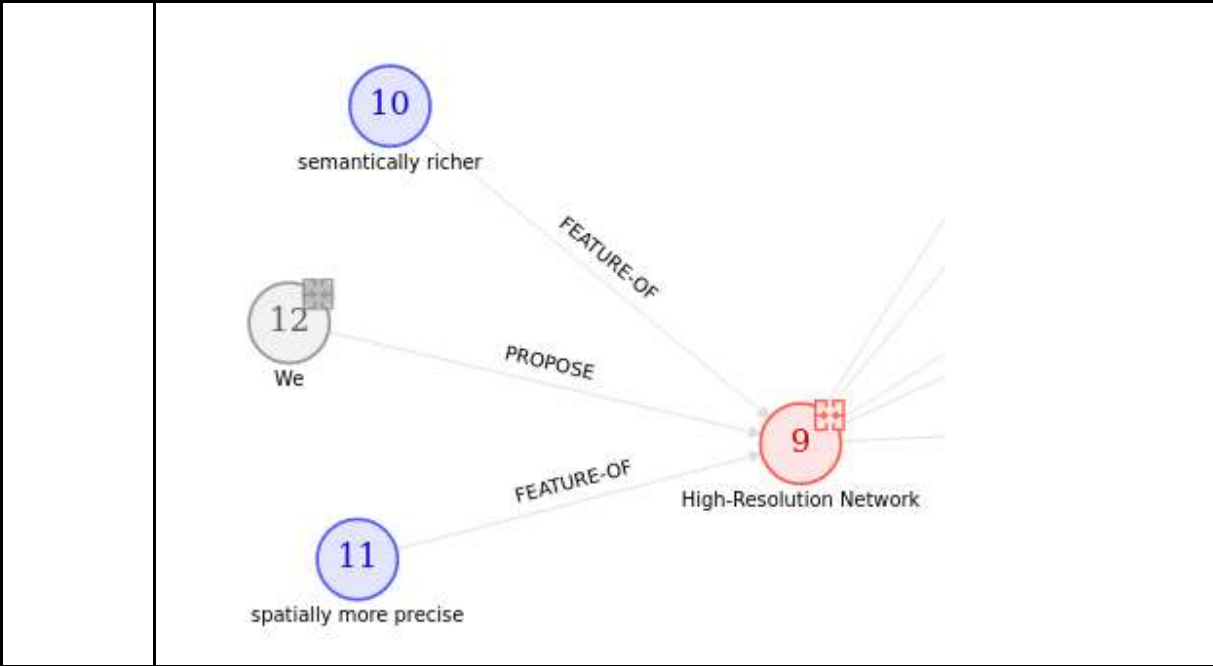 10
semantically richer
FEATURE-OF
12
We
PROPOSE
9
High-Resolution Network
FEATURE-OF
11
spatially more precise